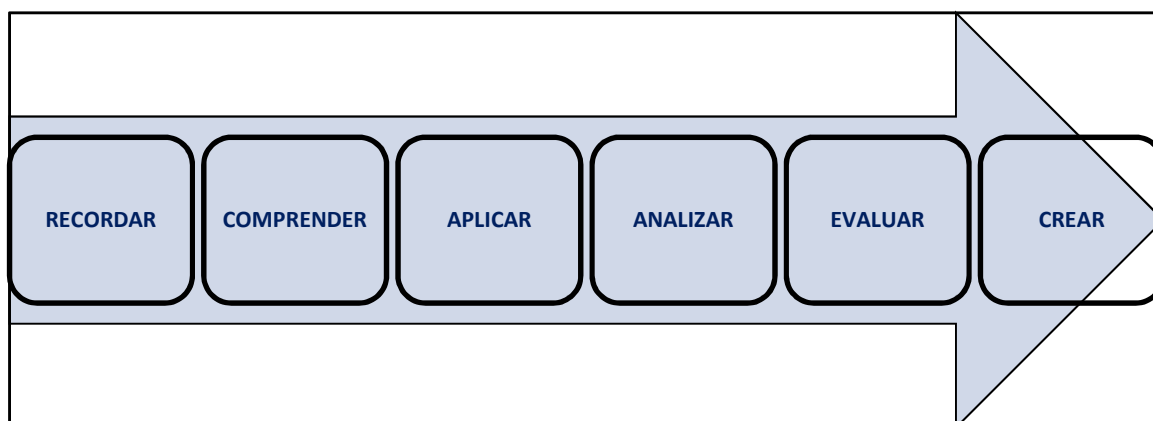 RECORDAR
COMPRENDER
APLICAR
ANALIZAR
EVALUAR
CREAR